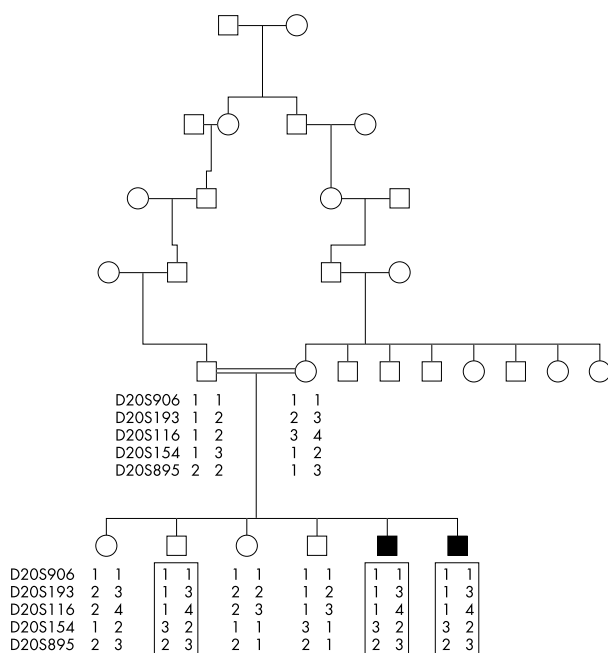 D20S906 1 1 1 1
D20S193 1 2 2 3
D20S116 1 2 3 4
D20S154 1 3 1 2
D20S895 2 2 1 3
D20S906 1 1 1 1 1 1 1 1 1 1 1 1
D20S193 2 3 1 3 2 2 1 2 1 3 1 3
D20S116 2 4 1 4 2 3 1 3 1 4 1 4
D20S154 1 2 3 2 1 1 3 1 3 2 3 2
D20S895 2 3 2 3 2 1 2 1 2 3 2 3